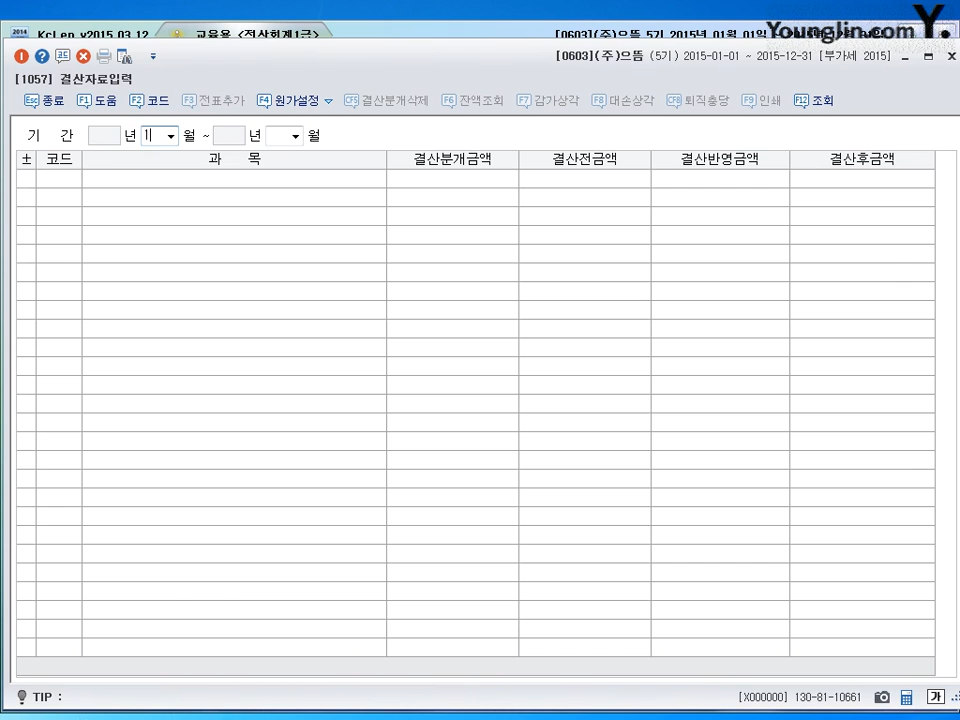 Younglin.com Y.
2014 KcLep v2015.03.12 교육용 <전산회계1급> [0603](주)으뜸 5기 2015년 01월 01일
[0603](주)으뜸 (5기) 2015-01-01 ~ 2015-12-31 [부가세 2015]
[1057] 결산자료입력
Esc 종료 F1 도움 F2 코드 F3 전표추가 F4 원가설정 CF5 결산분개삭제 F6 잔액조회 F7 감가상각 F8 대손상각 CF8 퇴직충당 F9 인쇄 F12 조회
기 간 년 1 월 ~ 년 월
± 코드 과 목 결산분개금액 결산전금액 결산반영금액 결산후금액
TIP : [X000000] 130-81-10661 가